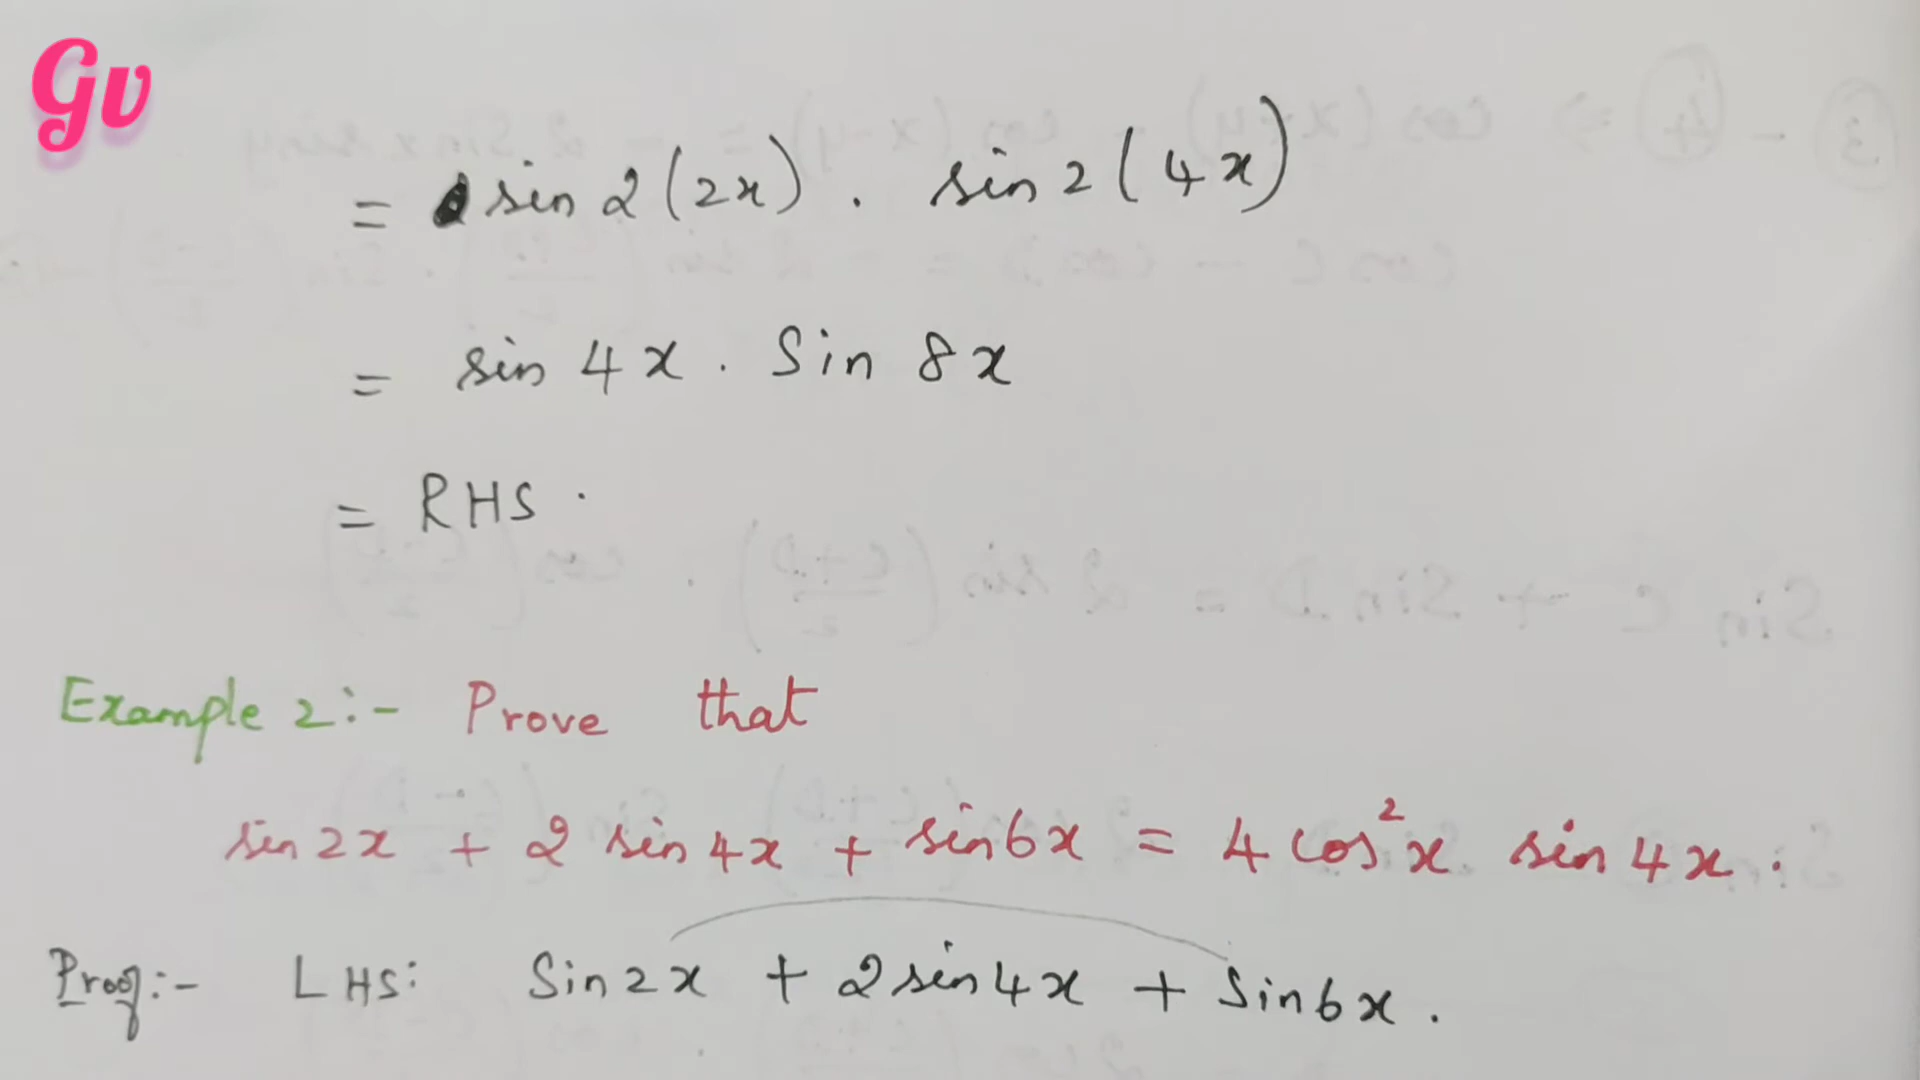 Gv
= sin 2(2x) . sin 2(4x)
= sin 4x . Sin 8x
= RHS .
Example 2:- Prove that
sin 2x + 2 sin 4x + sin 6x = 4 cos²x sin 4x .
Proof:- LHS: Sin 2x + 2 sin 4x + Sin 6x .